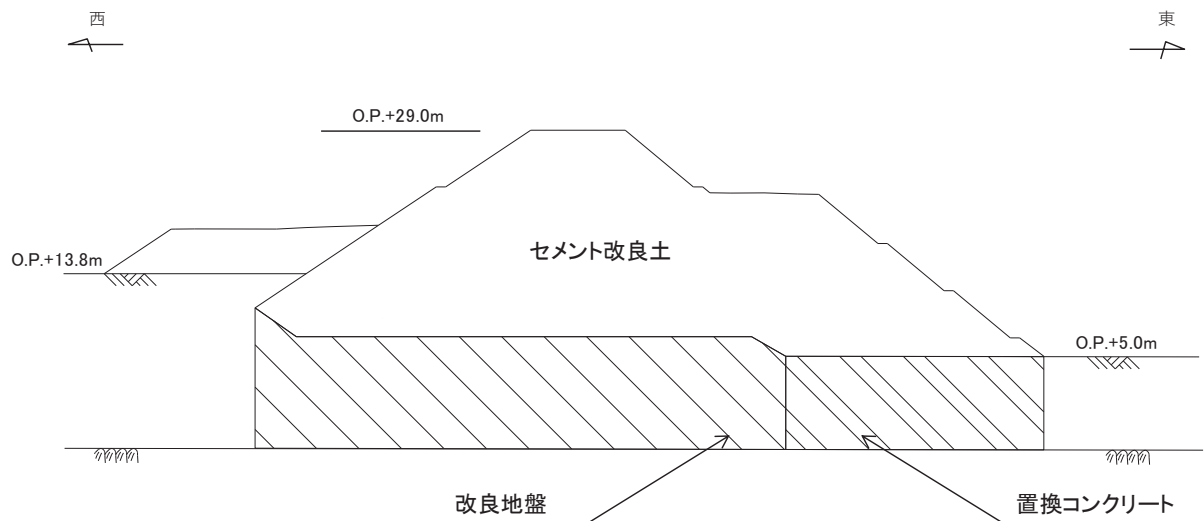 西
東
O.P.+29.0m
セメント改良土
O.P.+13.8m
O.P.+5.0m
改良地盤
置換コンクリート